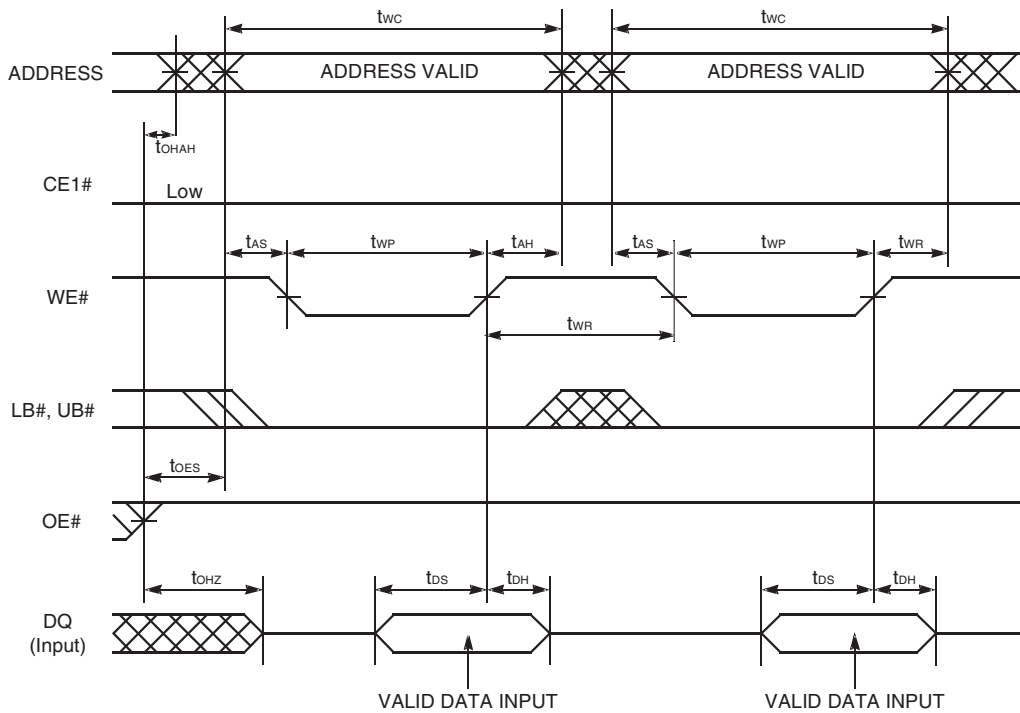 tWC tWC
ADDRESS ADDRESS VALID ADDRESS VALID
tOHAH
CE1# Low
tAS tWP tAH tAS tWP tWR
WE#
tWR
LB#, UB#
tOES
OE#
tOHZ tDS tDH tDS tDH
DQ
(Input)
VALID DATA INPUT VALID DATA INPUT